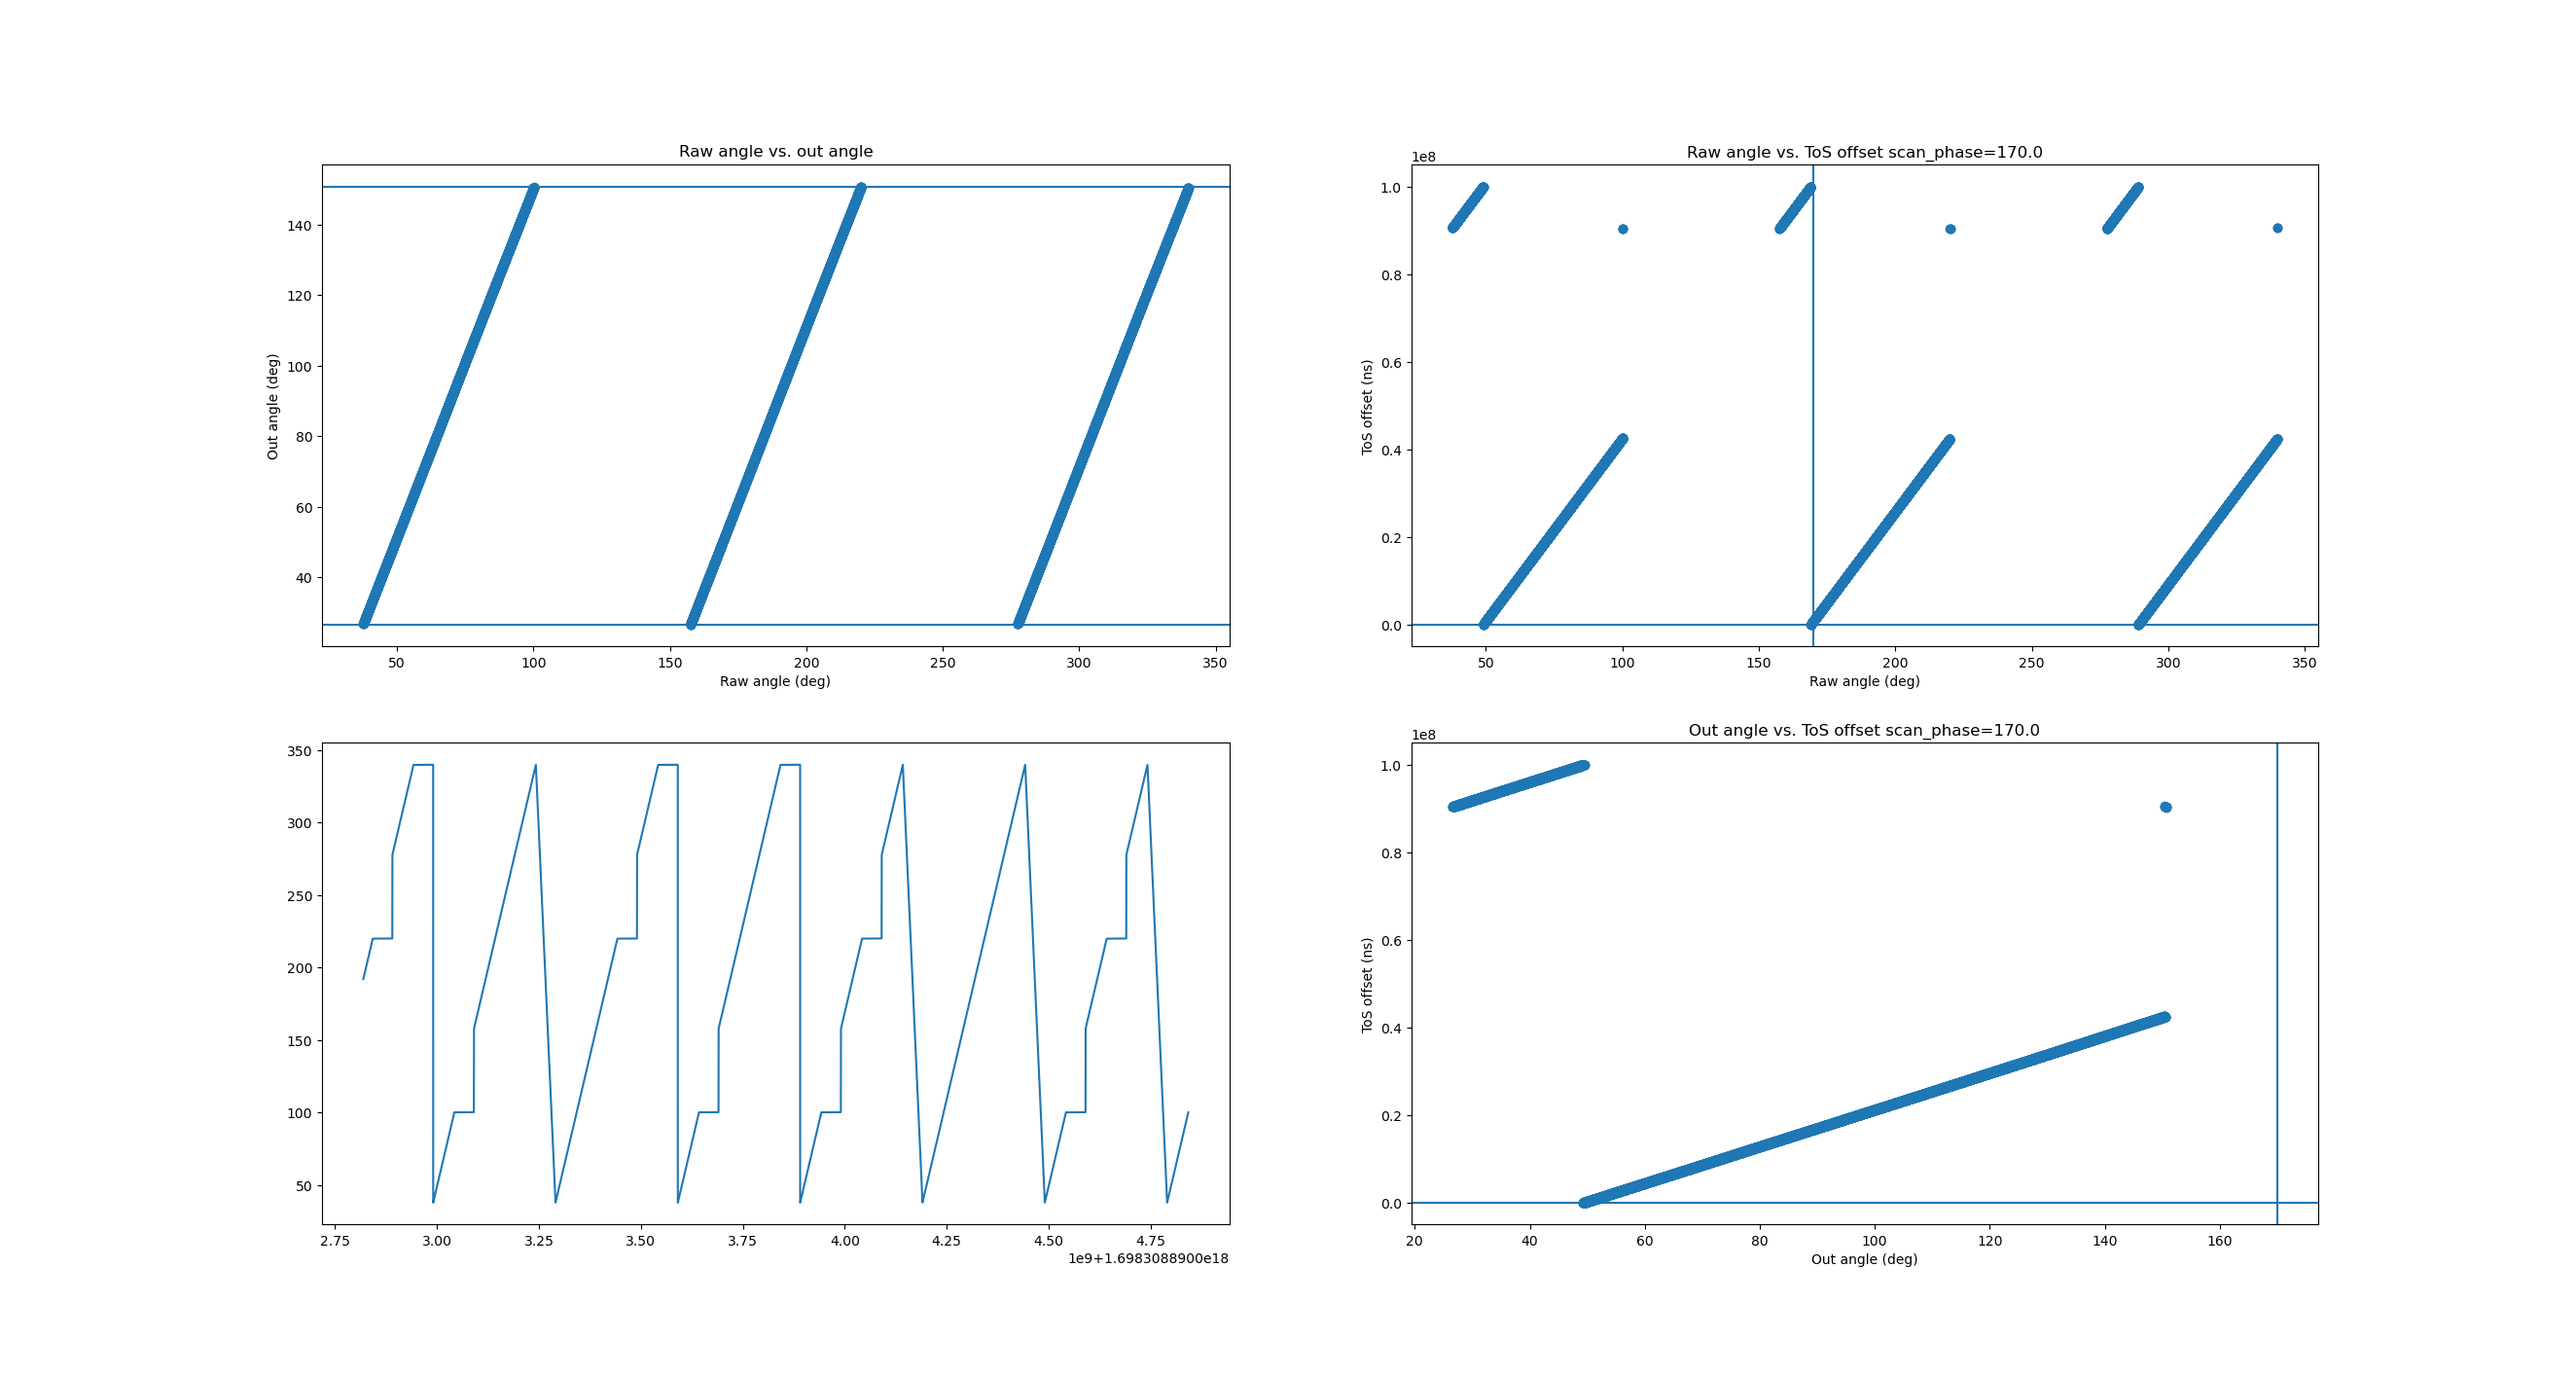 Raw angle vs. out angle
Out angle (deg)
140
120
100
80
60
40
50 100 150 200 250 300 350
Raw angle (deg)
Raw angle vs. ToS offset scan_phase=170.0
1e8
ToS offset (ns)
1.0
0.8
0.6
0.4
0.2
0.0
50 100 150 200 250 300 350
Raw angle (deg)
350
300
250
200
150
100
50
2.75 3.00 3.25 3.50 3.75 4.00 4.25 4.50 4.75
1e9+1.6983088900e18
Out angle vs. ToS offset scan_phase=170.0
1e8
ToS offset (ns)
1.0
0.8
0.6
0.4
0.2
0.0
20 40 60 80 100 120 140 160
Out angle (deg)